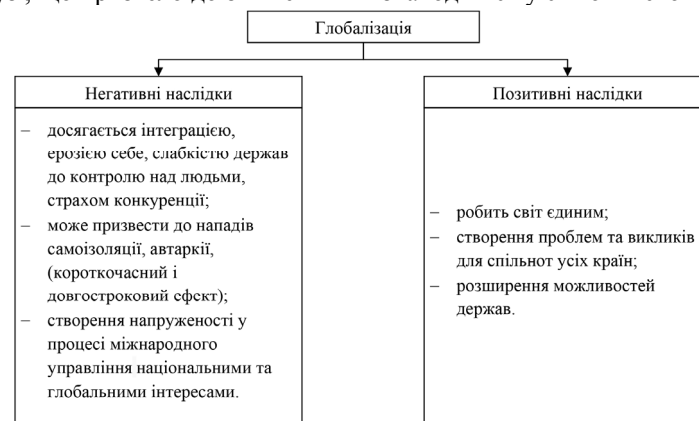 Глобалізація
Негативні наслідки
– досягається інтеграцією,
ерозією себе, слабкістю держав
до контролю над людьми,
страхом конкуренції;
– може призвести до нападів
самоізоляції, автаркії,
(короткочасний і
довгостроковий ефект);
– створення напруженості у
процесі міжнародного
управління національними та
глобальними інтересами.
Позитивні наслідки
– робить світ єдиним;
– створення проблем та викликів
для спільнот усіх країн;
– розширення можливостей
держав.